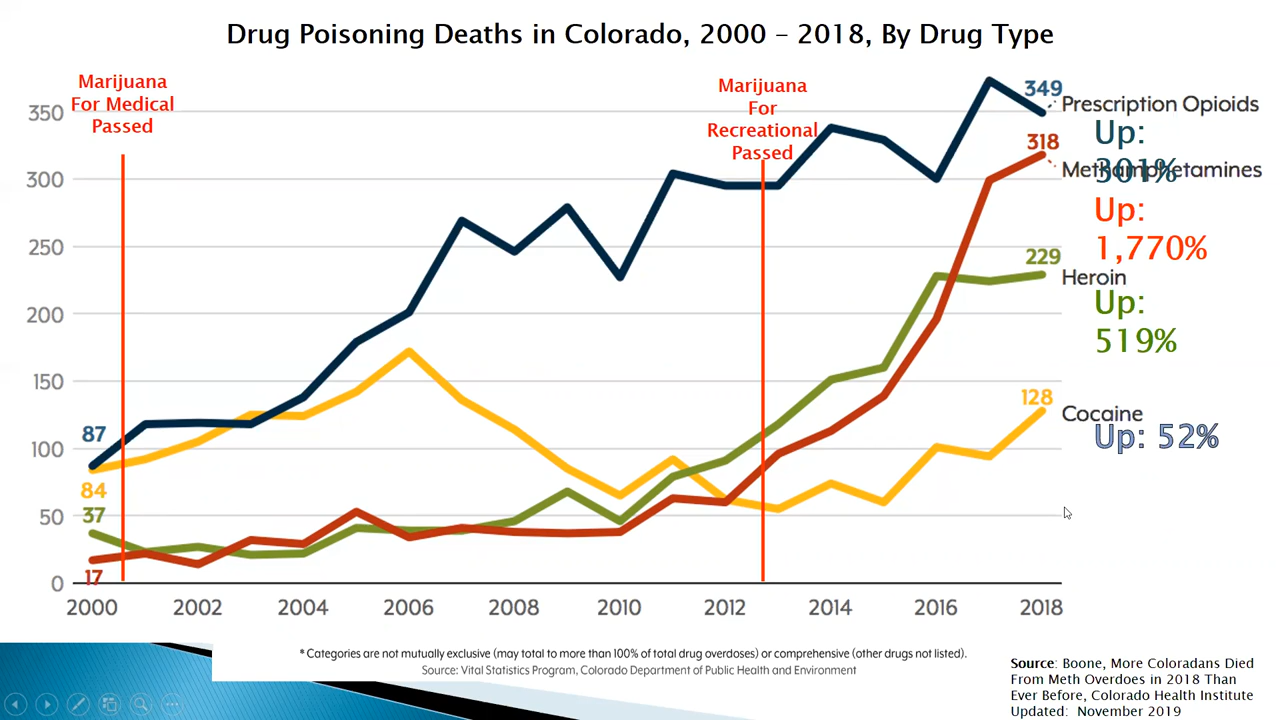 Drug Poisoning Deaths in Colorado, 2000 – 2018, By Drug Type
Marijuana
For Medical
Passed
Marijuana
For
Recreational
Passed
350
300
250
200
150
100
50
0
87
84
37
17
349
318
229
128
Prescription Opioids
Up:
301%
Methamphetamines
Up:
1,770%
Heroin
Up:
519%
Cocaine
Up: 52%
2000 2002 2004 2006 2008 2010 2012 2014 2016 2018
* Categories are not mutually exclusive (may total to more than 100% of total drug overdoses) or comprehensive (other drugs not listed).
Source: Vital Statistics Program, Colorado Department of Public Health and Environment
Source: Boone, More Coloradans Died
From Meth Overdoses in 2018 Than
Ever Before, Colorado Health Institute
Updated: November 2019